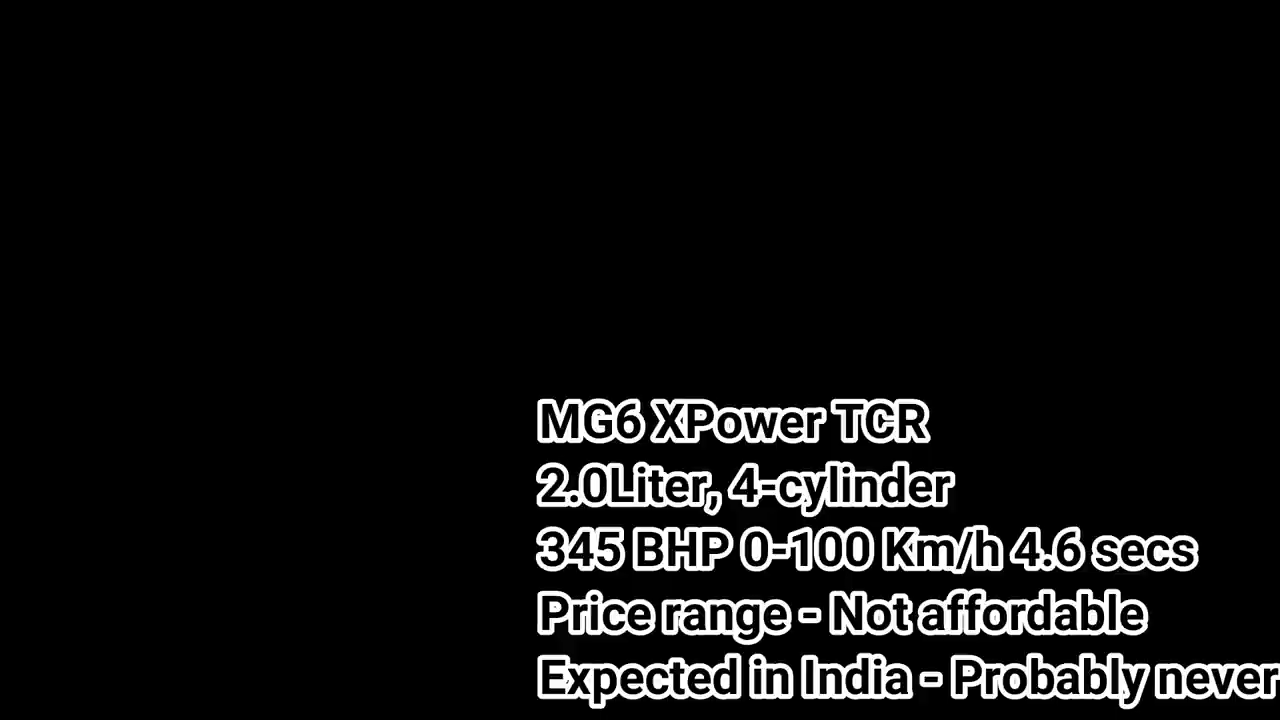 MG6 XPower TCR
2.0Liter, 4-cylinder
345 BHP 0-100 Km/h 4.6 secs
Price range - Not affordable
Expected in India - Probably never